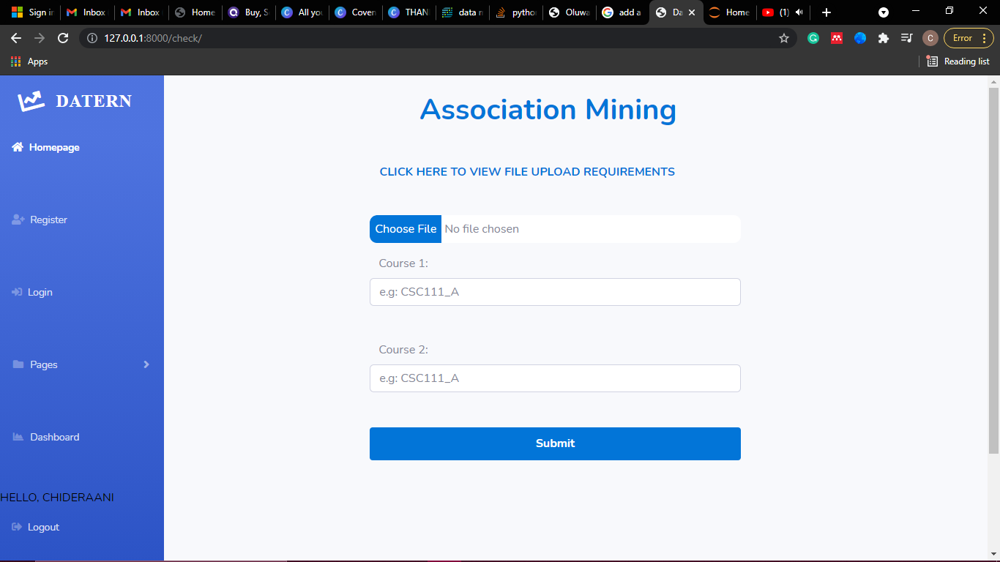 Sign in
Inbox
Inbox
Home
Buy, S
All you
Coven
THAN
data m
pytho
Oluwa
add a
Da
Home
(1)
127.0.0.1:8000/check/
C
Error
Apps
Reading list
DATERN
Homepage
Register
Login
Pages
Dashboard
HELLO, CHIDERAANI
Logout
Association Mining
CLICK HERE TO VIEW FILE UPLOAD REQUIREMENTS
Choose File No file chosen
Course 1:
e.g: CSC111_A
Course 2:
e.g: CSC111_A
Submit